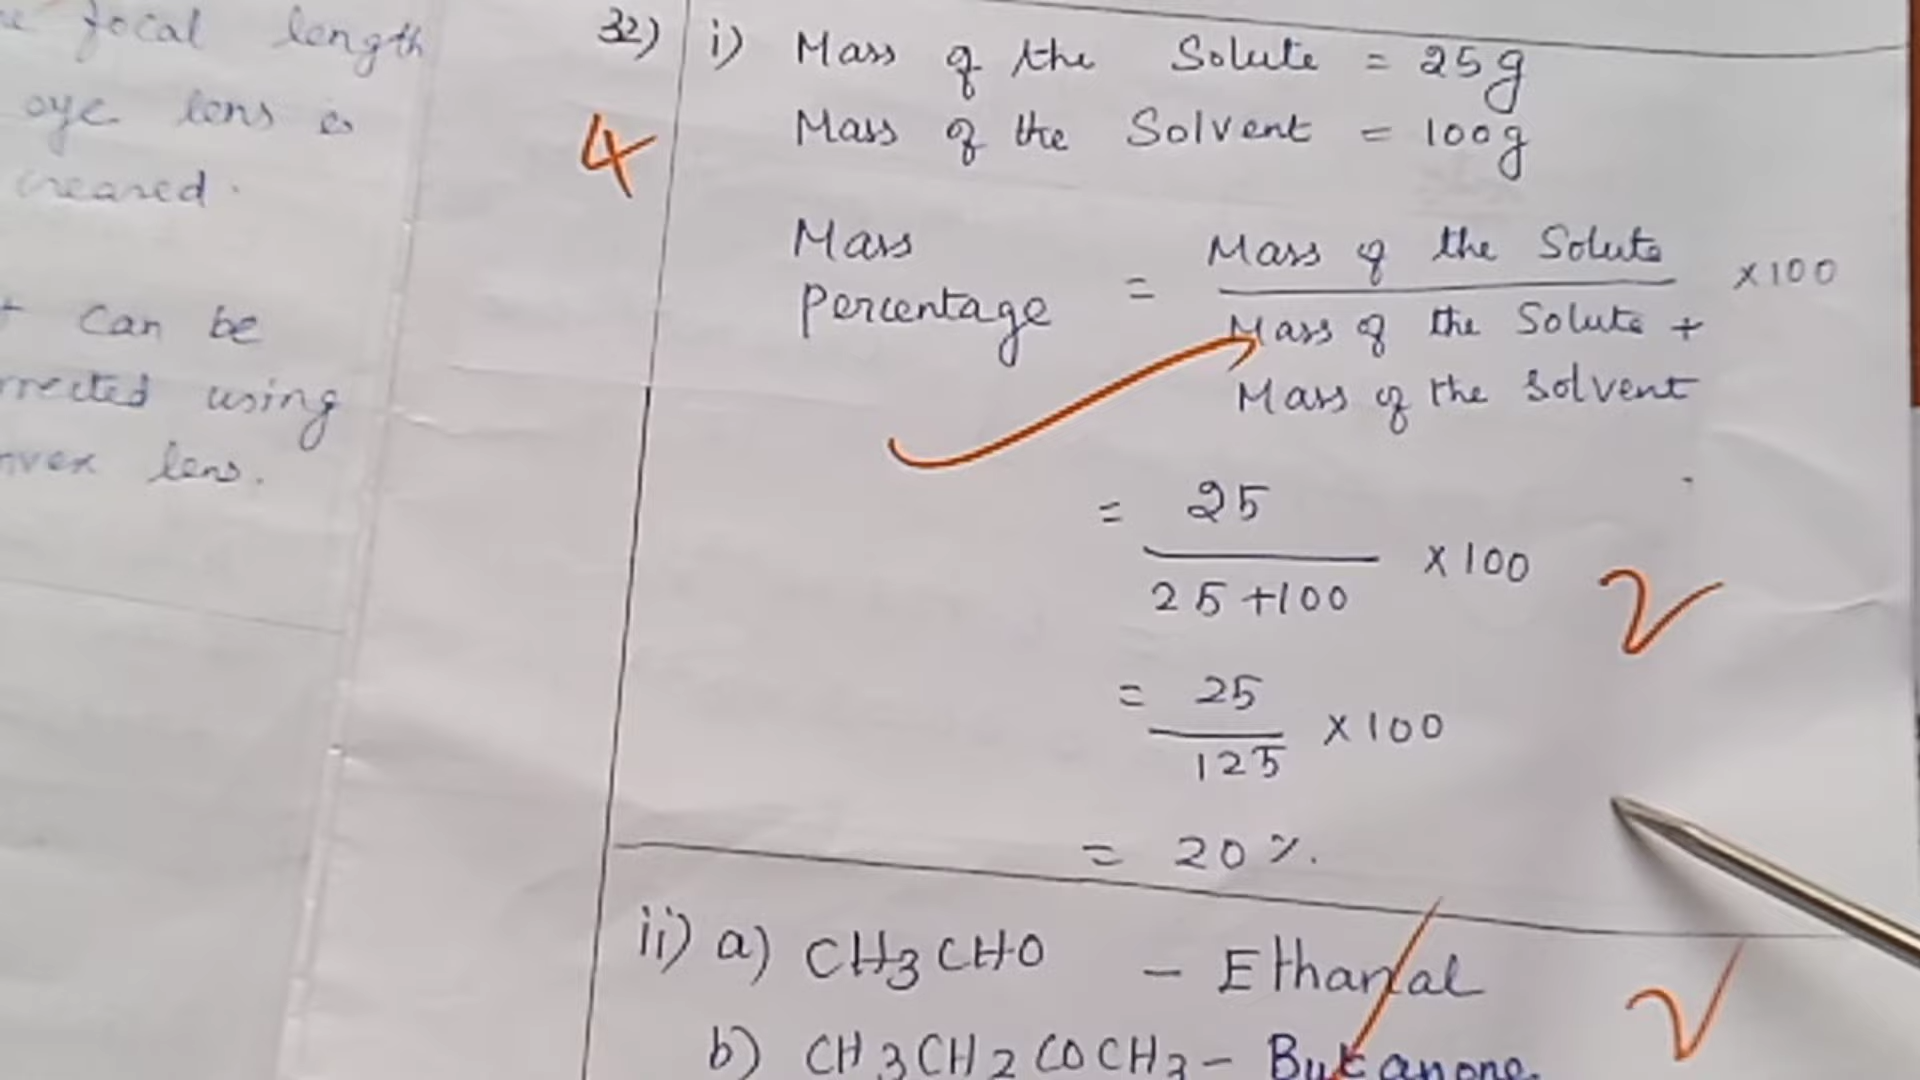 focal length
eye lens is
creased.
can be
rrected using
nvex lens.
32) i) Mass of the Solute = 25g
4
Mass of the Solvent = 100g
Mass percentage = Mass of the Solute / Mass of the Solute + Mass of the Solvent ×100
= 25 / 25+100 ×100
= 25 / 125 ×100
= 20%.
ii) a) CH3CHO – Ethanal
b) CH3CH2COCH3 – Butanone.